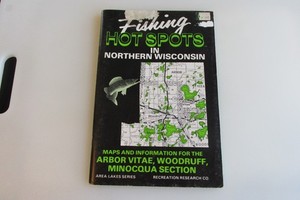 Fishing
HOT SPOTS
IN
NORTHERN WISCONSIN
MAPS AND INFORMATION FOR THE
ARBOR VITAE, WOODRUFF,
MINOCQUA SECTION
AREA LAKES SERIES RECREATION RESEARCH CO.